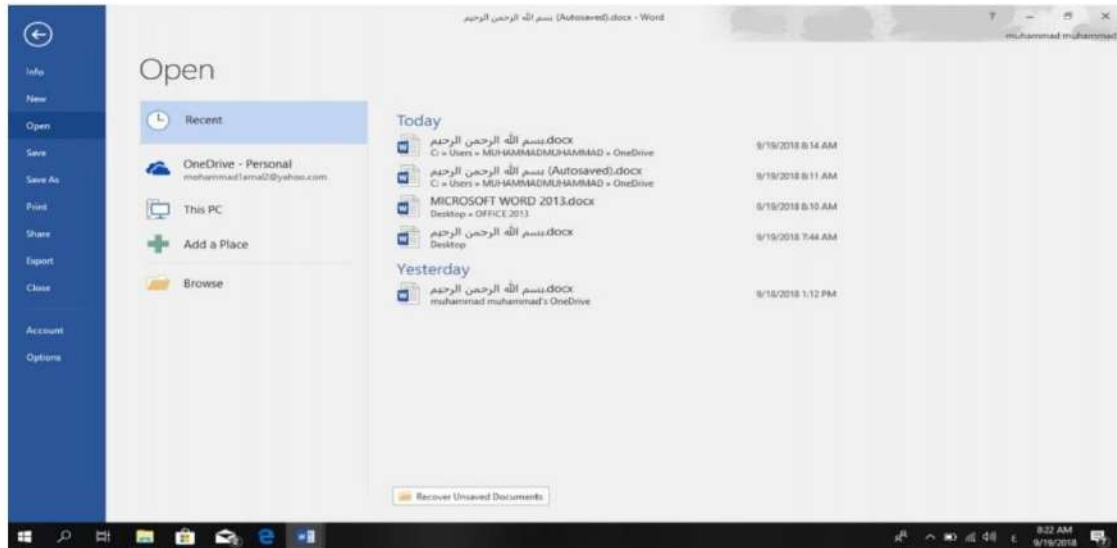 بسم الله الرحمن الرحيم (Autosaved).docx - Word
? 
muhammad muhammad
Info
New
Open
Save
Save As
Print
Share
Export
Close
Account
Options
Open
Recent
OneDrive - Personal
mohammad1amal2@yahoo.com
This PC
Add a Place
Browse
Today
بسم الله الرحمن الرحيم.docx
C: » Users » MUHAMMADMUHAMMAD » OneDrive
9/19/2018 8:14 AM
بسم الله الرحمن الرحيم (Autosaved).docx
C: » Users » MUHAMMADMUHAMMAD » OneDrive
9/19/2018 8:11 AM
MICROSOFT WORD 2013.docx
Desktop » OFFICE 2013
9/19/2018 8:10 AM
بسم الله الرحمن الرحيم.docx
Desktop
9/19/2018 7:44 AM
Yesterday
بسم الله الرحمن الرحيم.docx
muhammad muhammad's OneDrive
9/18/2018 1:12 PM
Recover Unsaved Documents
ع
8:22 AM
9/19/2018